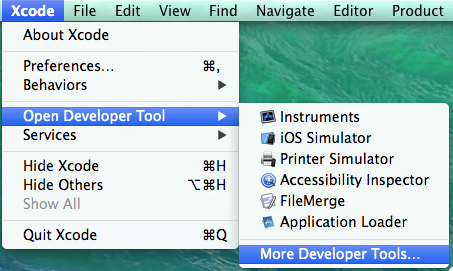 Xcode File Edit View Find Navigate Editor Product
About Xcode
Preferences... ⌘,
Behaviors ▶
Open Developer Tool ▶
Services ▶
Hide Xcode ⌘H
Hide Others ⌥⌘H
Show All
Quit Xcode ⌘Q
Instruments
iOS Simulator
Printer Simulator
Accessibility Inspector
FileMerge
Application Loader
More Developer Tools...